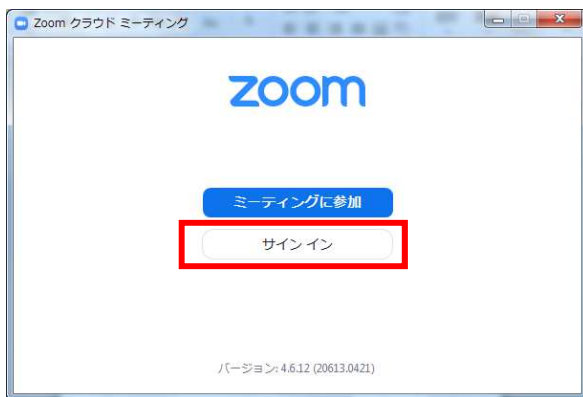 Zoom クラウド ミーティング
zoom
ミーティングに参加
サイン イン
バージョン: 4.6.12 (20613.0421)